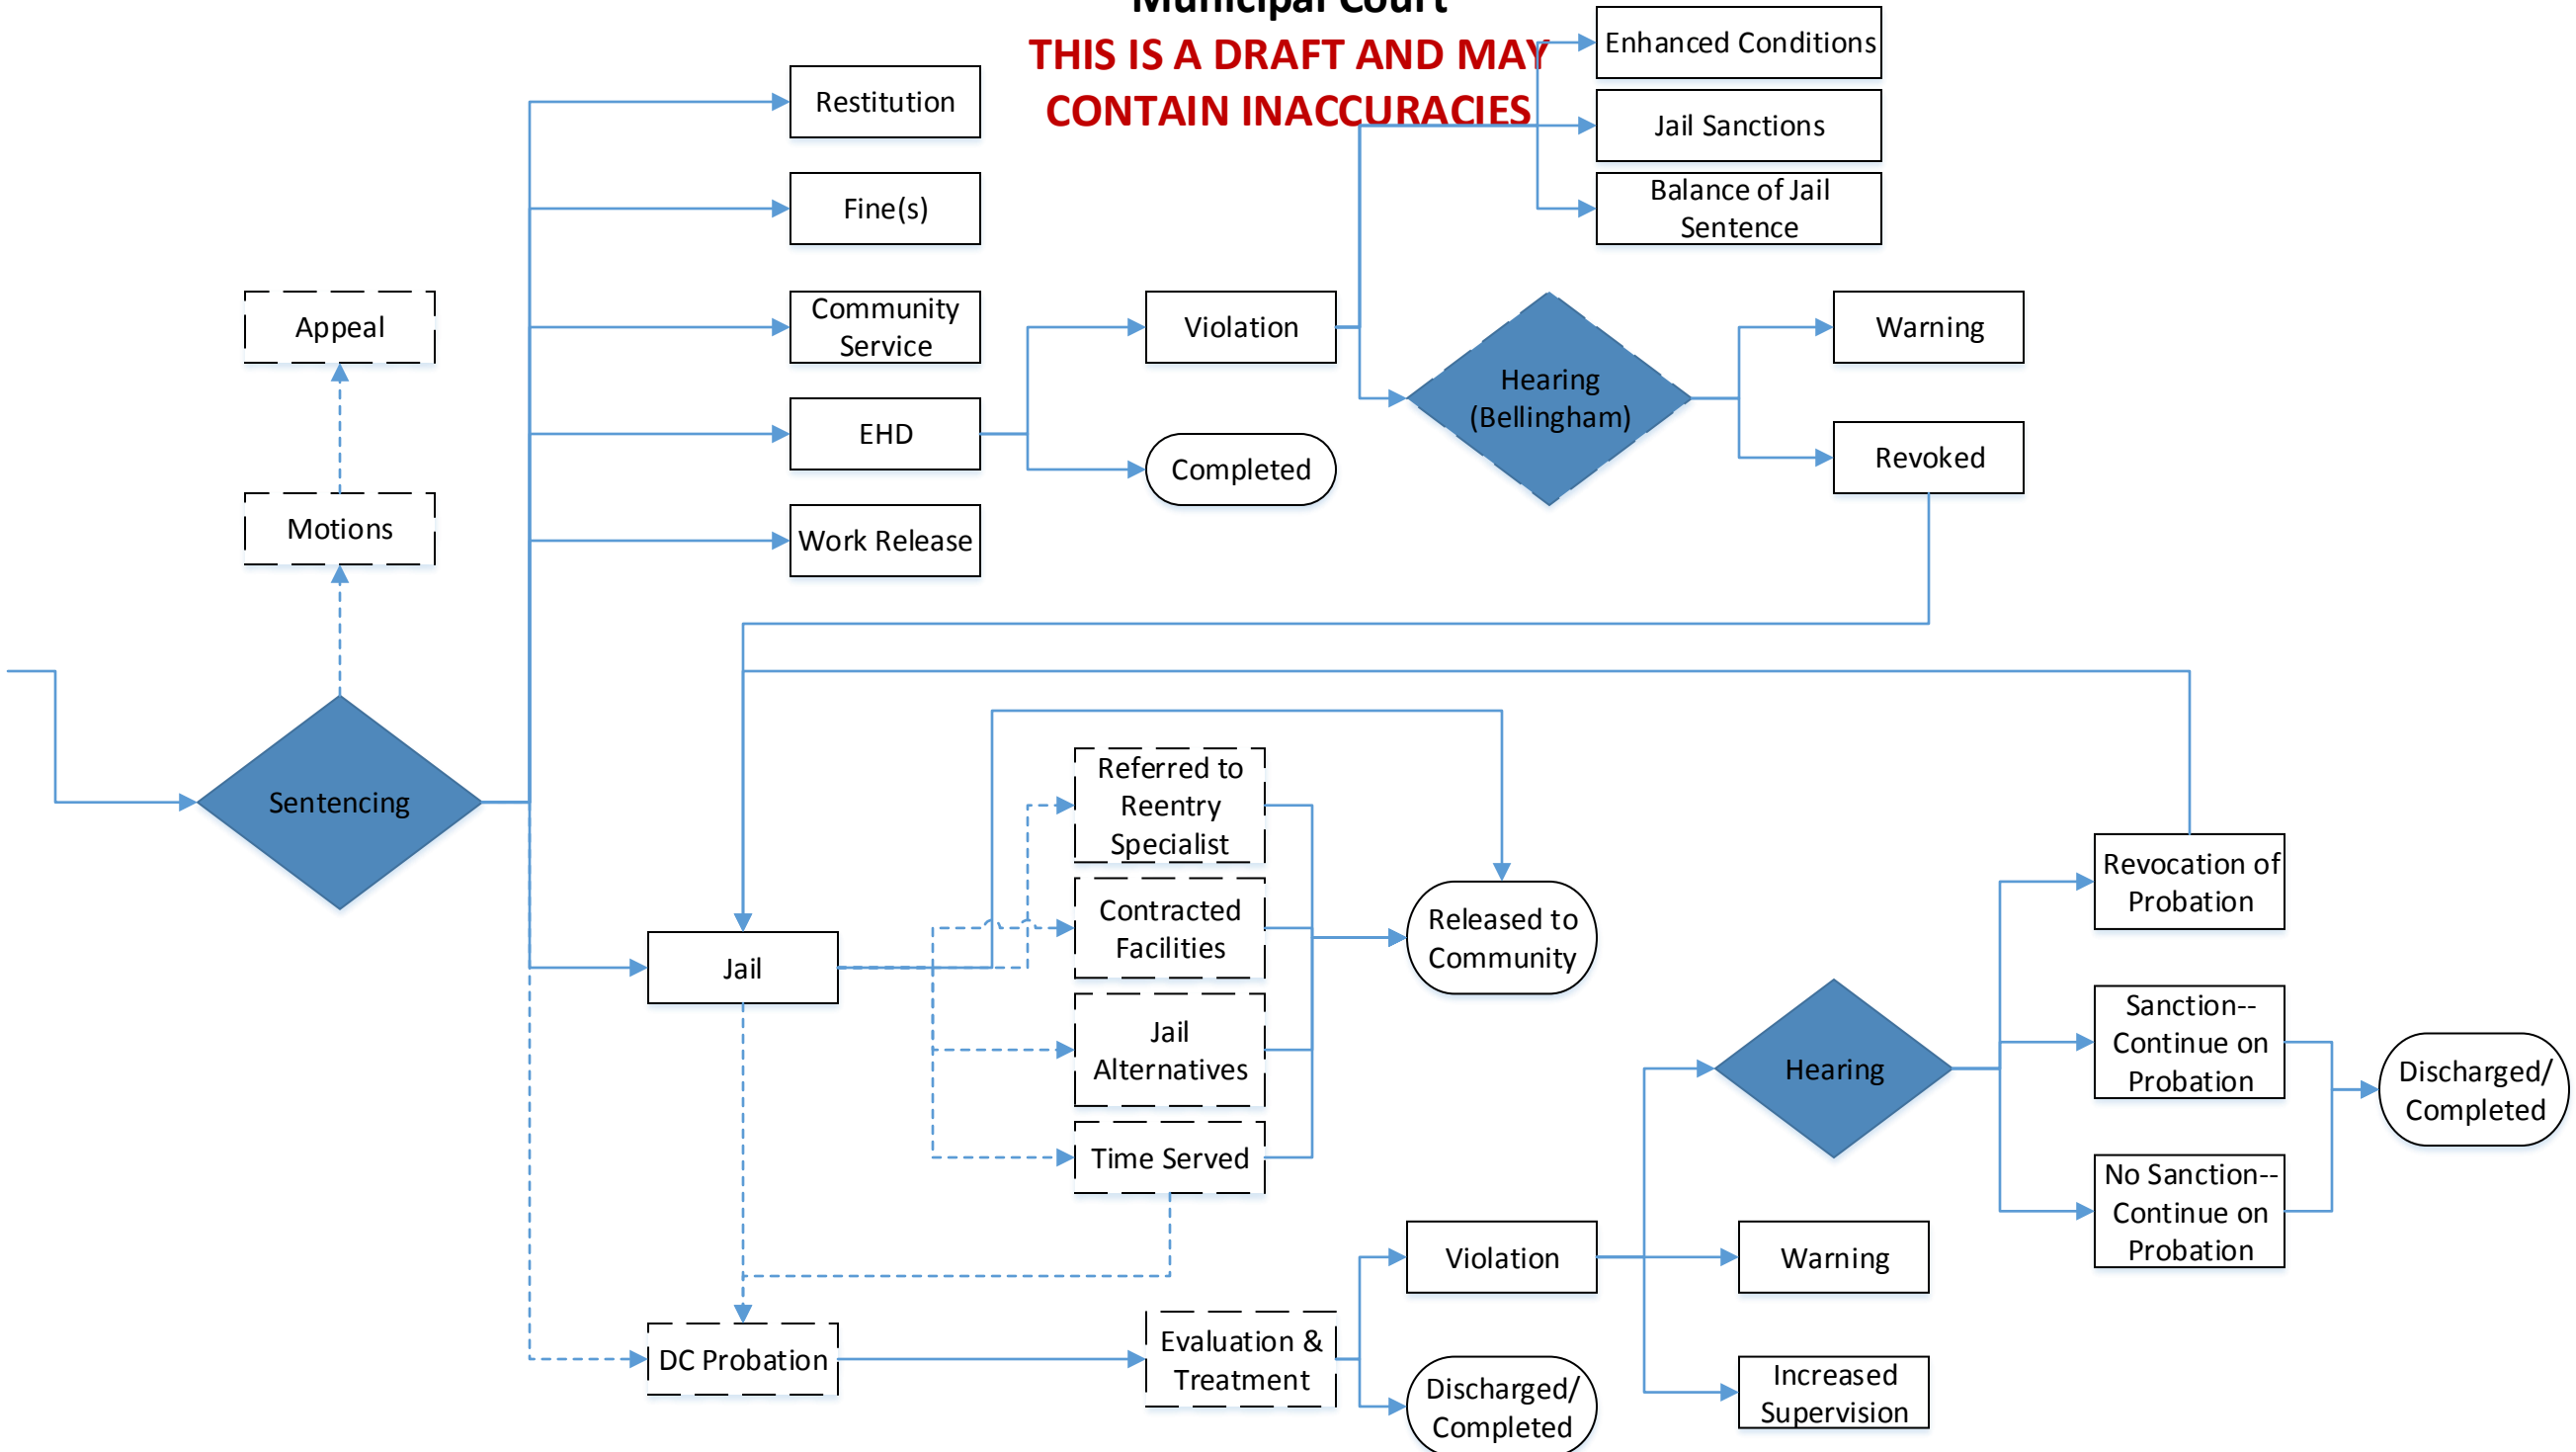 Municipal Court
THIS IS A DRAFT AND MAY
CONTAIN INACCURACIES
Enhanced Conditions
Jail Sanctions
Balance of Jail
Sentence
Restitution
Fine(s)
Community
Service
EHD
Work Release
Appeal
Motions
Violation
Completed
Hearing
(Bellingham)
Warning
Revoked
Sentencing
Referred to
Reentry
Specialist
Contracted
Facilities
Jail
Alternatives
Time Served
Jail
Released to
Community
Revocation of
Probation
Sanction--
Continue on
Probation
No Sanction--
Continue on
Probation
Hearing
Discharged/
Completed
Violation
Warning
Increased
Supervision
DC Probation
Evaluation &
Treatment
Discharged/
Completed